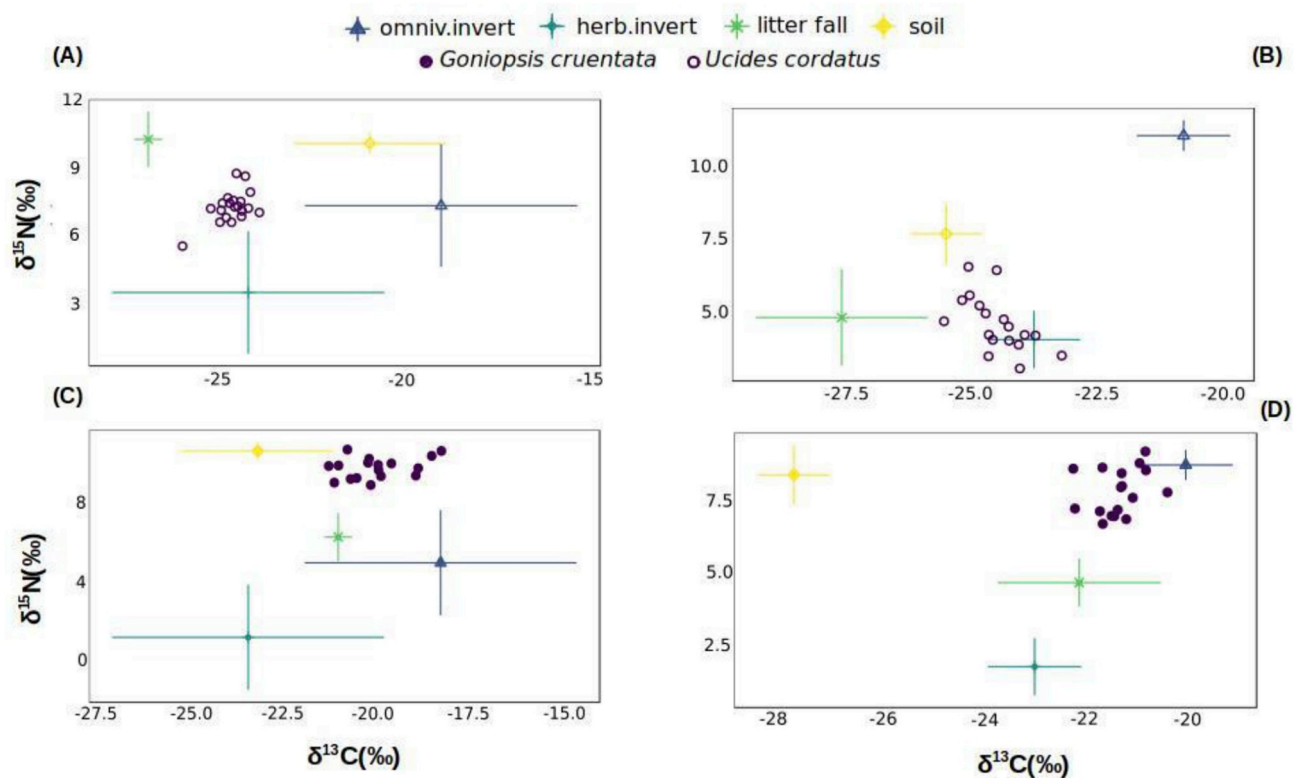 omniv.invert herb.invert litter fall soil
Goniopsis cruentata Ucides cordatus
(A)
(B)
12
9
6
3
δ¹⁵N(‰)
-25 -20 -15
10.0
7.5
5.0
-27.5 -25.0 -22.5 -20.0
(C)
(D)
8
4
0
δ¹⁵N(‰)
-27.5 -25.0 -22.5 -20.0 -17.5 -15.0
δ¹³C(‰)
7.5
5.0
2.5
-28 -26 -24 -22 -20
δ¹³C(‰)